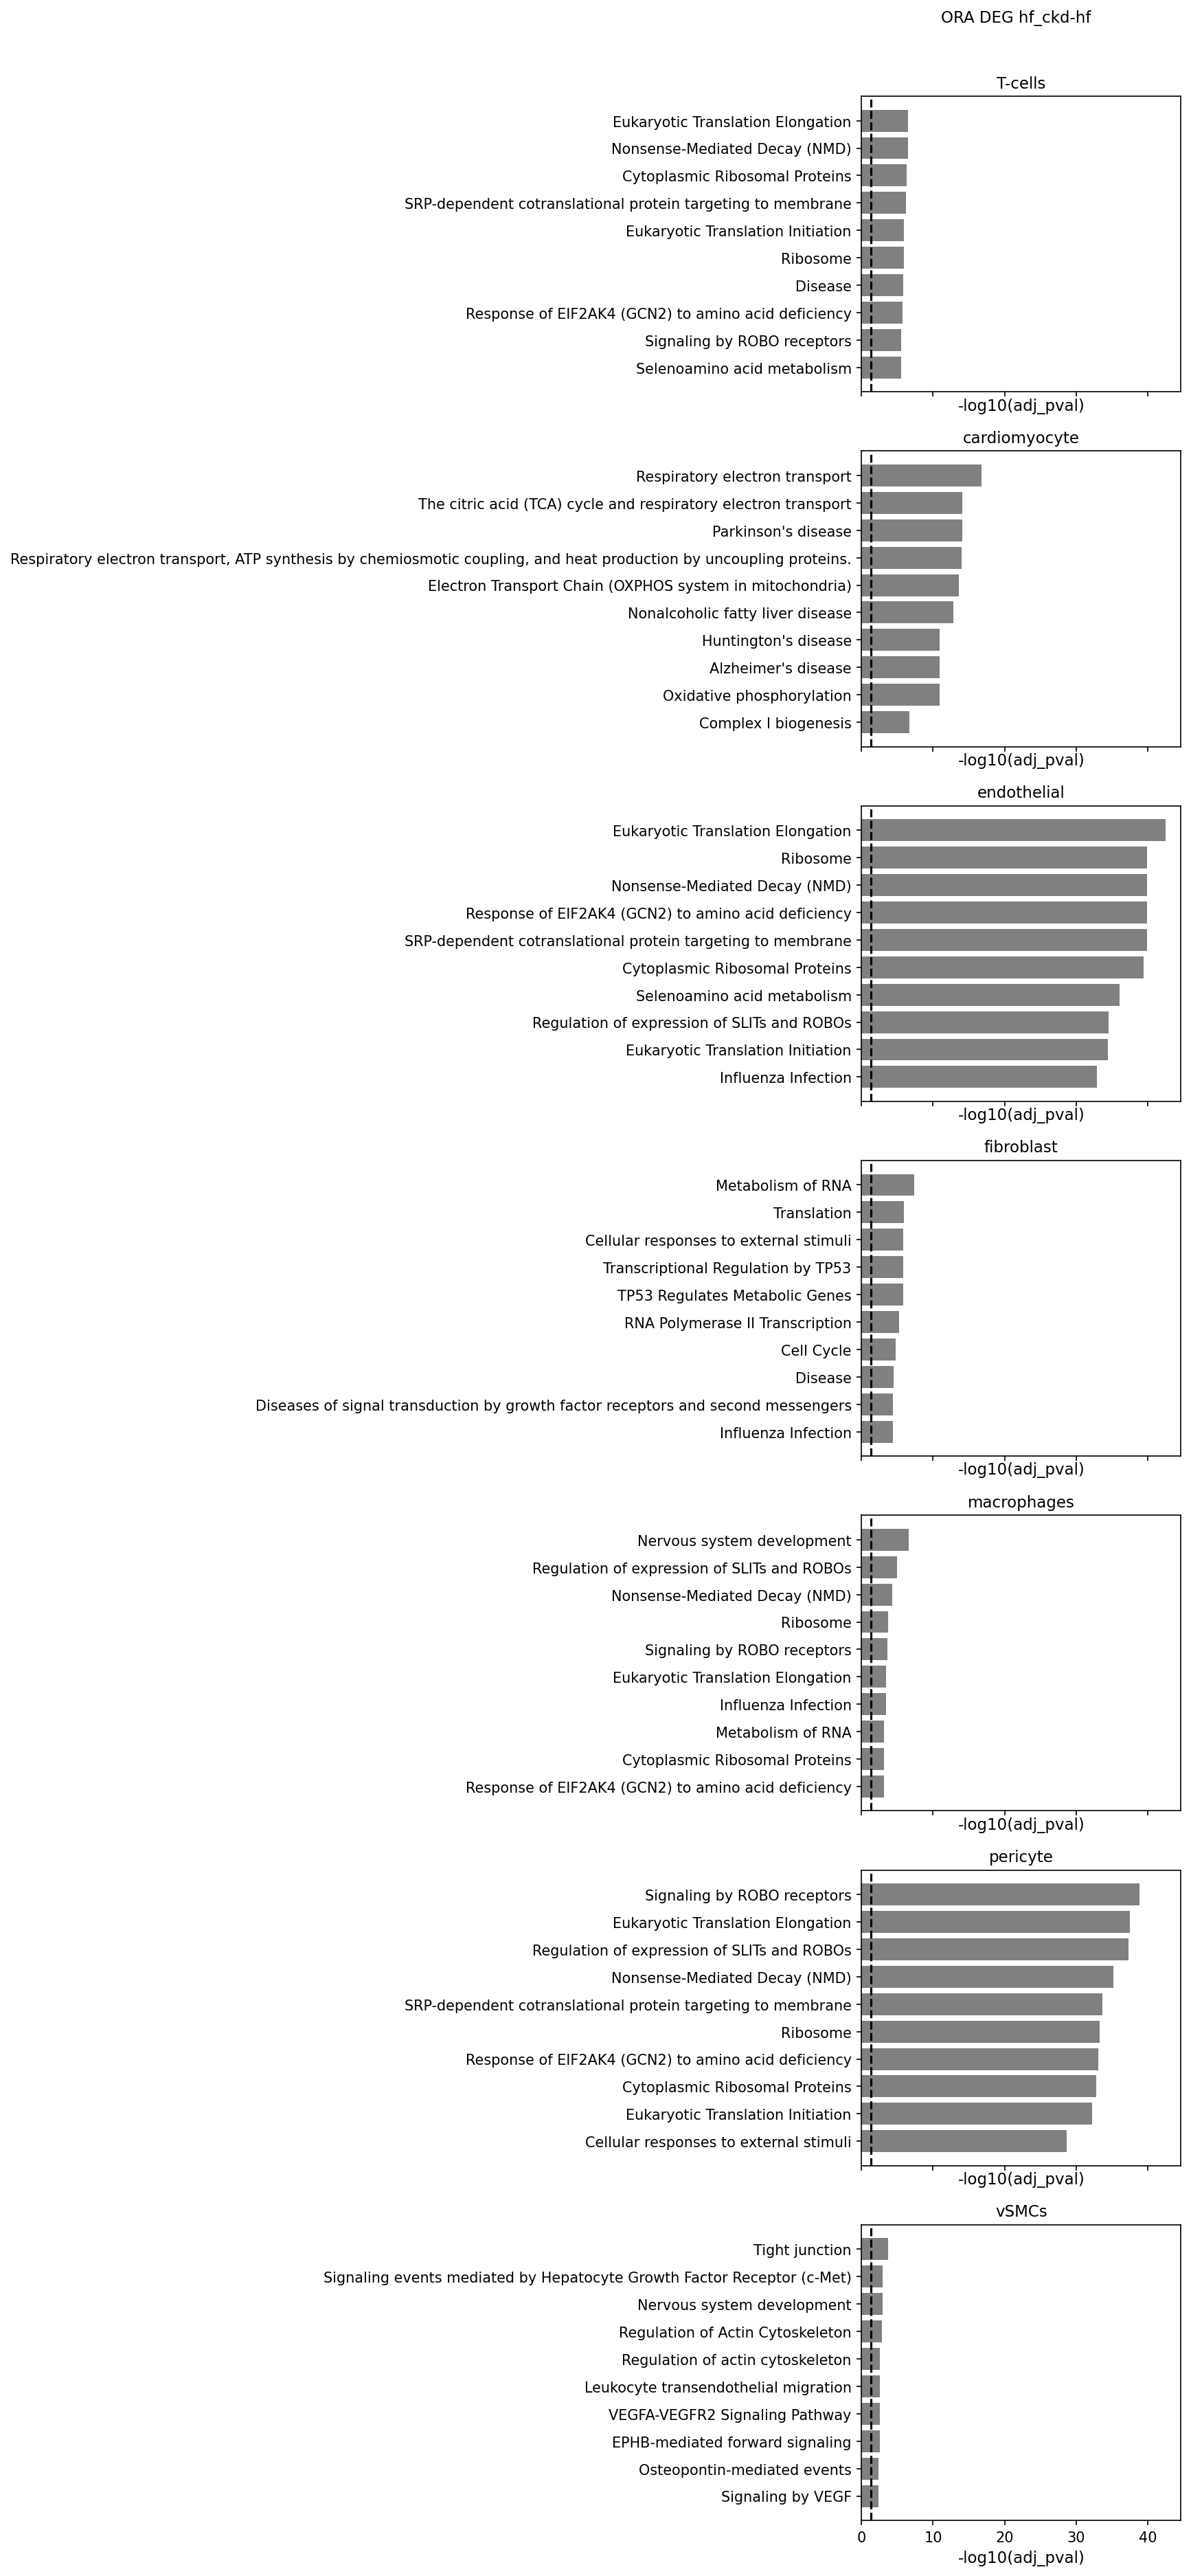 ORA DEG hf_ckd-hf
T-cells
Eukaryotic Translation Elongation
Nonsense-Mediated Decay (NMD)
Cytoplasmic Ribosomal Proteins
SRP-dependent cotranslational protein targeting to membrane
Eukaryotic Translation Initiation
Ribosome
Disease
Response of EIF2AK4 (GCN2) to amino acid deficiency
Signaling by ROBO receptors
Selenoamino acid metabolism
-log10(adj_pval)
cardiomyocyte
Respiratory electron transport
The citric acid (TCA) cycle and respiratory electron transport
Parkinson's disease
Respiratory electron transport, ATP synthesis by chemiosmotic coupling, and heat production by uncoupling proteins.
Electron Transport Chain (OXPHOS system in mitochondria)
Nonalcoholic fatty liver disease
Huntington's disease
Alzheimer's disease
Oxidative phosphorylation
Complex I biogenesis
-log10(adj_pval)
endothelial
Eukaryotic Translation Elongation
Ribosome
Nonsense-Mediated Decay (NMD)
Response of EIF2AK4 (GCN2) to amino acid deficiency
SRP-dependent cotranslational protein targeting to membrane
Cytoplasmic Ribosomal Proteins
Selenoamino acid metabolism
Regulation of expression of SLITs and ROBOs
Eukaryotic Translation Initiation
Influenza Infection
-log10(adj_pval)
fibroblast
Metabolism of RNA
Translation
Cellular responses to external stimuli
Transcriptional Regulation by TP53
TP53 Regulates Metabolic Genes
RNA Polymerase II Transcription
Cell Cycle
Disease
Diseases of signal transduction by growth factor receptors and second messengers
Influenza Infection
-log10(adj_pval)
macrophages
Nervous system development
Regulation of expression of SLITs and ROBOs
Nonsense-Mediated Decay (NMD)
Ribosome
Signaling by ROBO receptors
Eukaryotic Translation Elongation
Influenza Infection
Metabolism of RNA
Cytoplasmic Ribosomal Proteins
Response of EIF2AK4 (GCN2) to amino acid deficiency
-log10(adj_pval)
pericyte
Signaling by ROBO receptors
Eukaryotic Translation Elongation
Regulation of expression of SLITs and ROBOs
Nonsense-Mediated Decay (NMD)
SRP-dependent cotranslational protein targeting to membrane
Ribosome
Response of EIF2AK4 (GCN2) to amino acid deficiency
Cytoplasmic Ribosomal Proteins
Eukaryotic Translation Initiation
Cellular responses to external stimuli
-log10(adj_pval)
vSMCs
Tight junction
Signaling events mediated by Hepatocyte Growth Factor Receptor (c-Met)
Nervous system development
Regulation of Actin Cytoskeleton
Regulation of actin cytoskeleton
Leukocyte transendothelial migration
VEGFA-VEGFR2 Signaling Pathway
EPHB-mediated forward signaling
Osteopontin-mediated events
Signaling by VEGF
0 10 20 30 40
-log10(adj_pval)